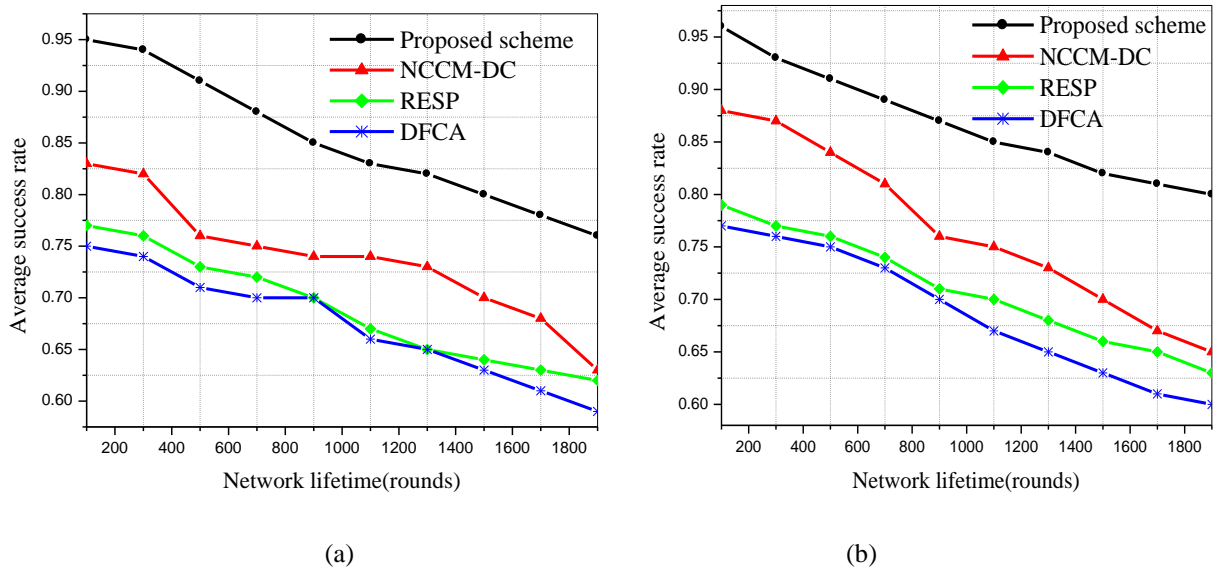 Proposed scheme
NCCM-DC
RESP
DFCA
0.95
0.90
0.85
0.80
0.75
0.70
0.65
0.60
Average success rate
200 400 600 800 1000 1200 1400 1600 1800
Network lifetime(rounds)
(a)
Proposed scheme
NCCM-DC
RESP
DFCA
0.95
0.90
0.85
0.80
0.75
0.70
0.65
0.60
Average success rate
200 400 600 800 1000 1200 1400 1600 1800
Network lifetime(rounds)
(b)